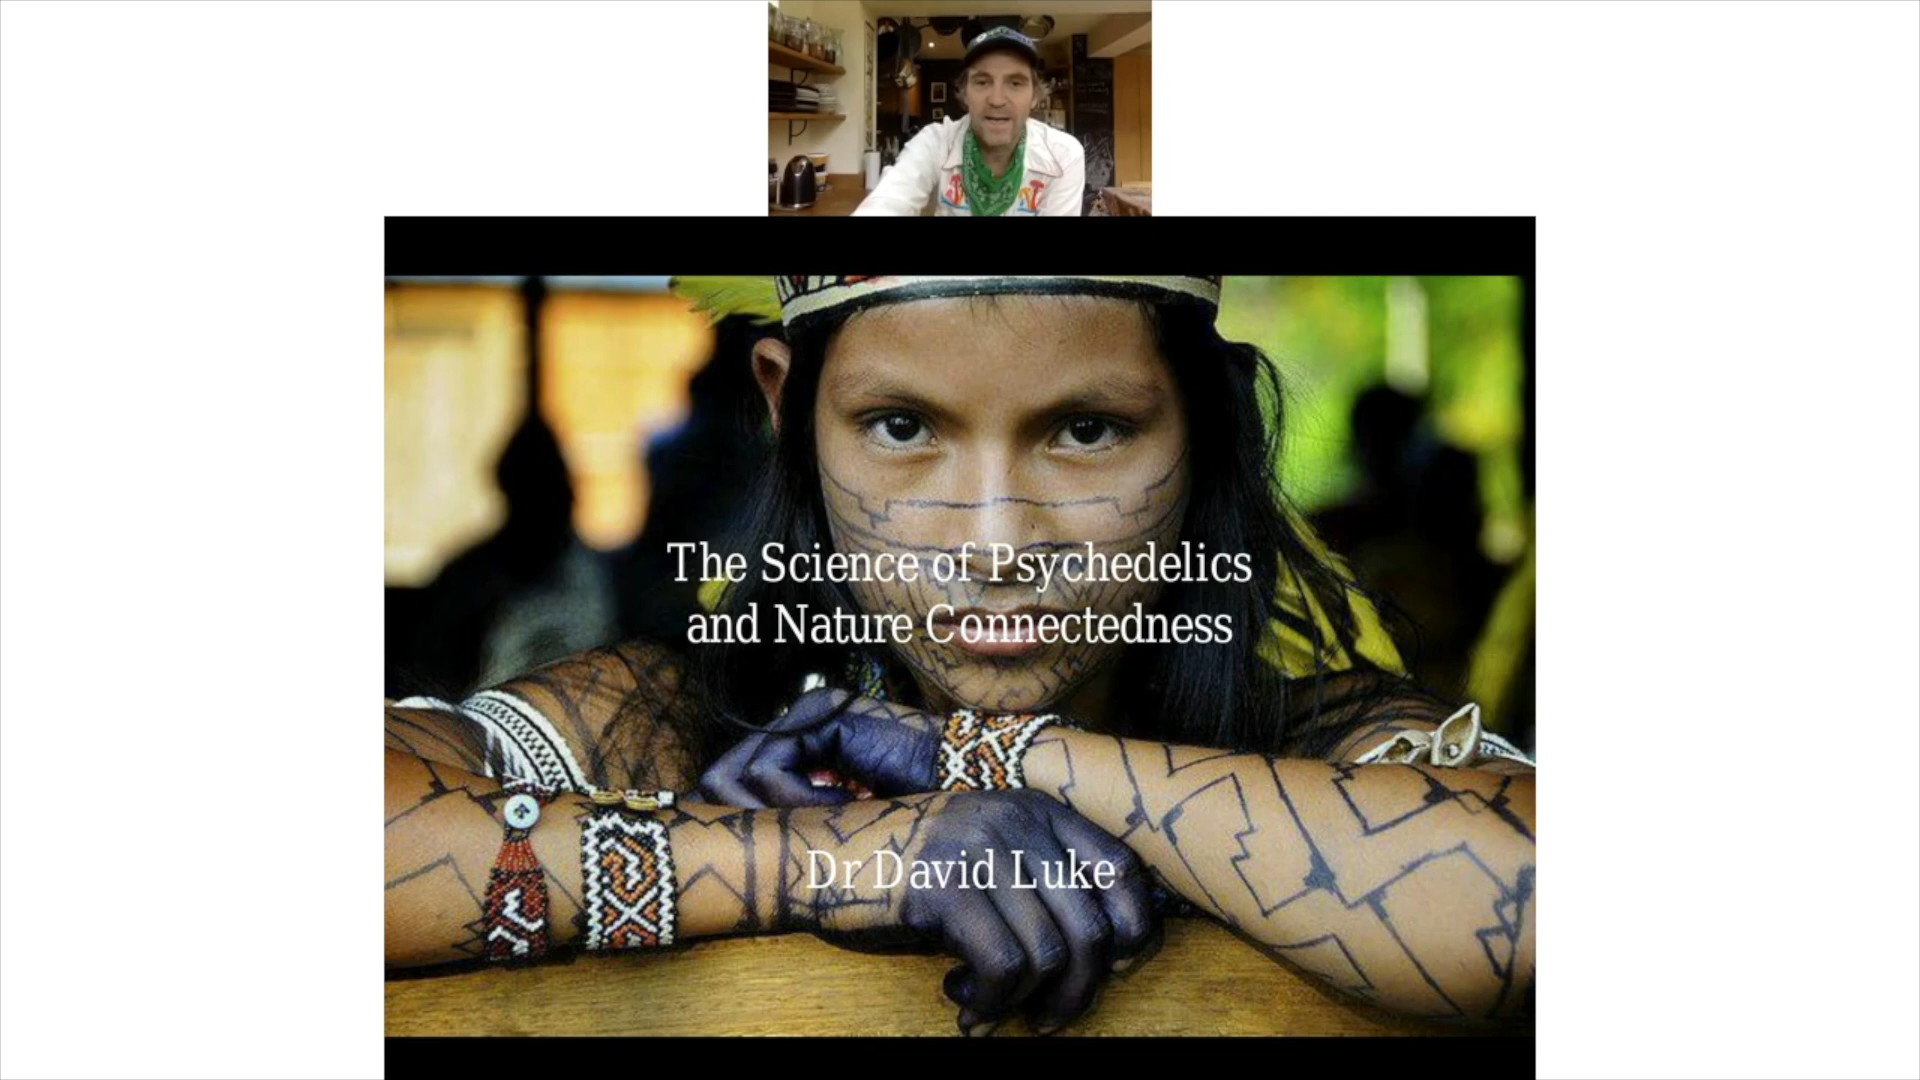 The Science of Psychedelics
and Nature Connectedness
Dr David Luke